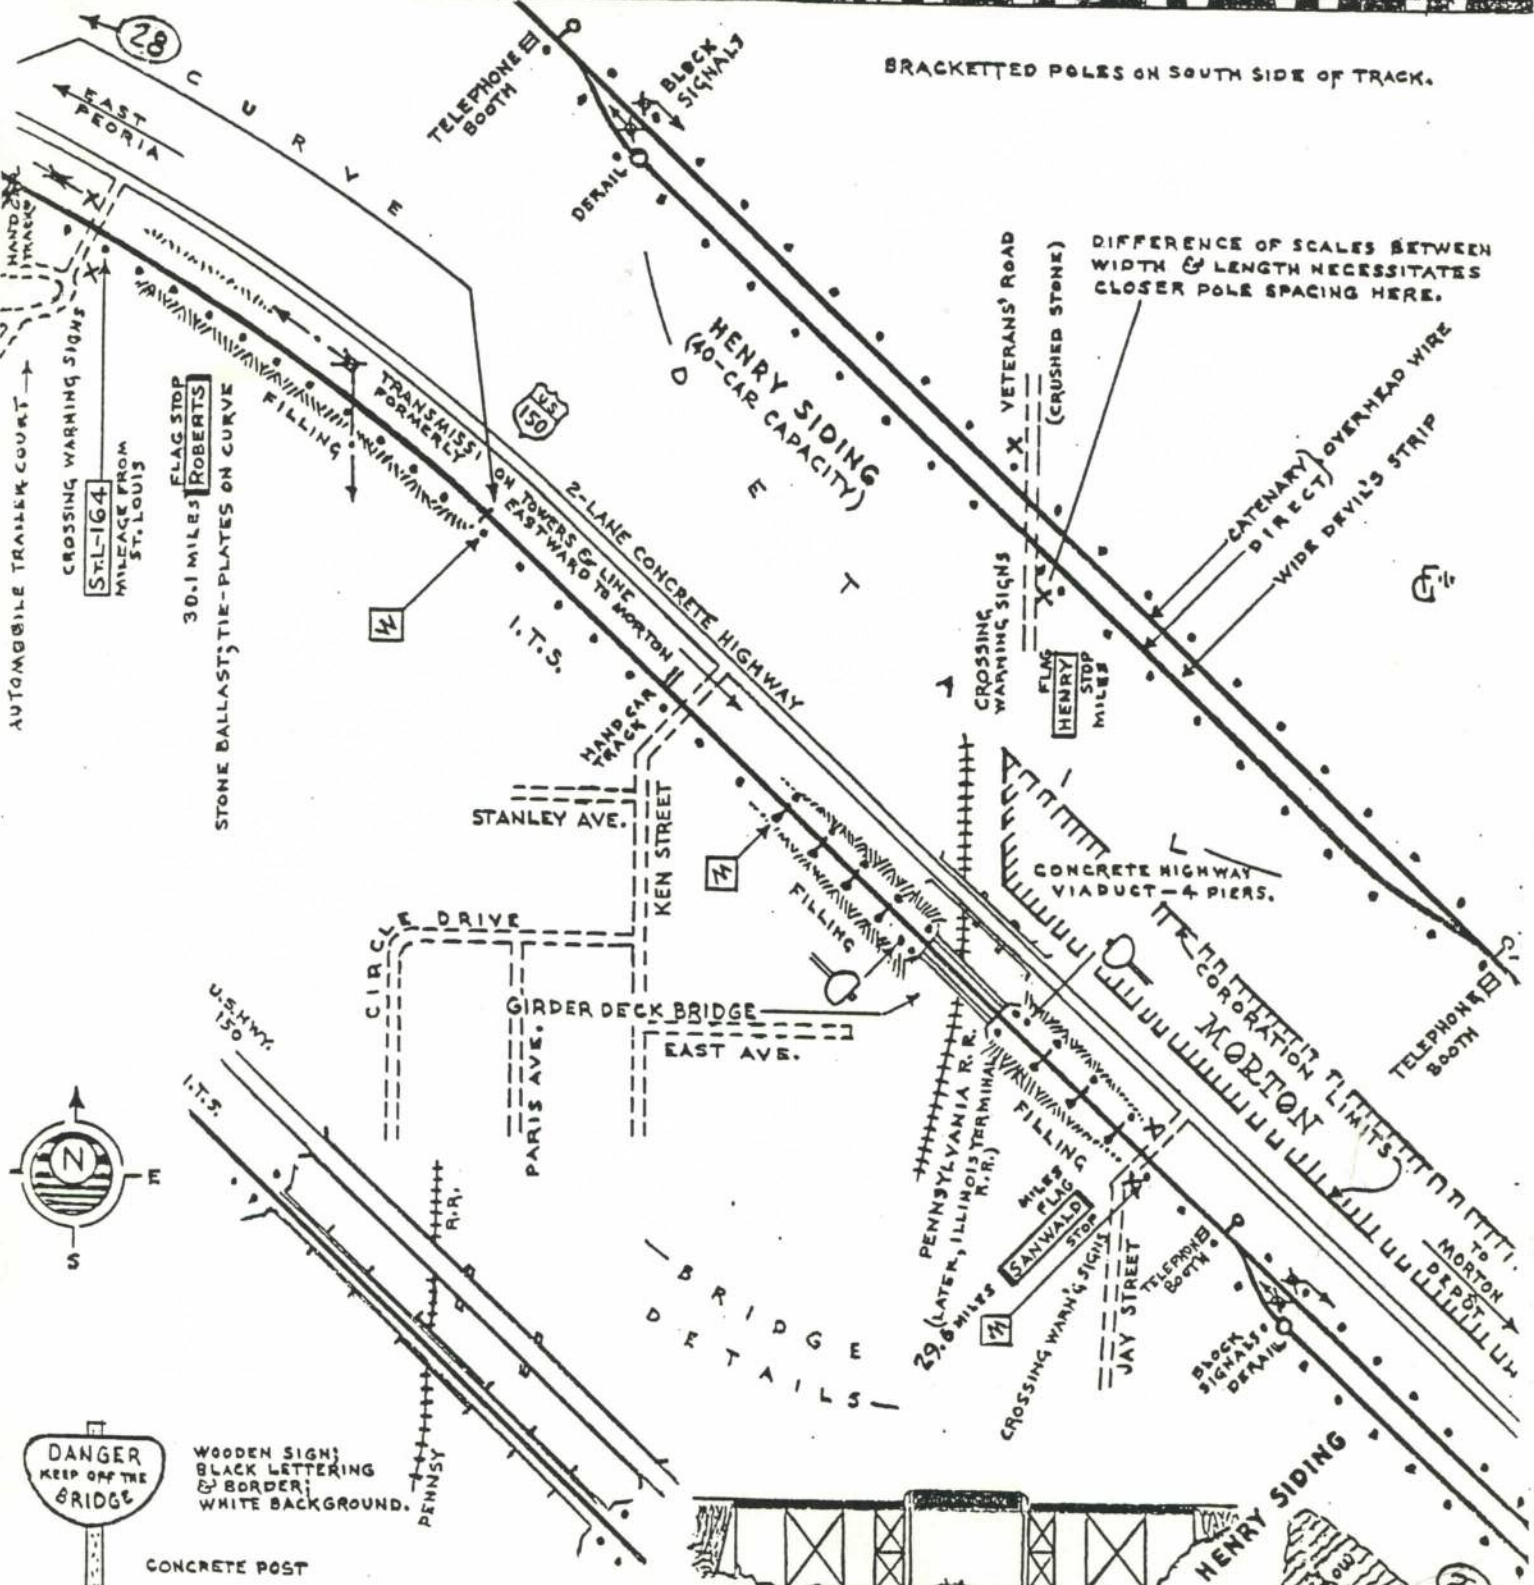 28
CURVE
EAST
PEORIA
TELEPHONE
BOOTH
BLOCK
SIGNALS
DERAIL
BRACKETTED POLES ON SOUTH SIDE OF TRACK.
HAND CAR
TRACK
DIFFERENCE OF SCALES BETWEEN
WIDTH & LENGTH NECESSITATES
CLOSER POLE SPACING HERE.
VETERANS' ROAD
(CRUSHED STONE)
HENRY SIDING
(40-CAR CAPACITY)
DETAIL
U.S.
150
TRANSMISSION TOWERS & LINE
FORMERLY EASTWARD TO MORTON
FILLING
2-LANE CONCRETE HIGHWAY
I.T.S.
AUTOMOBILE TRAILER COURT
CROSSING WARNING SIGNS
ST.L-164
MILEAGE FROM
ST. LOUIS
FLAG STOP
30.1 MILES ROBERTS
STONE BALLAST; TIE-PLATES ON CURVE
W
CATENARY
DIRECT
OVERHEAD WIRE
WIDE DEVIL'S STRIP
CROSSING
WARNING SIGNS
FLAG
HENRY
STOP
MILES
HAND CAR
TRACK
STANLEY AVE.
KEN STREET
W
FILLING
CONCRETE HIGHWAY
VIADUCT—4 PIERS.
CIRCLE DRIVE
PARIS AVE.
GIRDER DECK BRIDGE
EAST AVE.
CORORATION LIMITS
MORTON
TELEPHONE
BOOTH
U.S. HWY.
150
I.T.S.
N
E
S
R.R.
PENNSY
PENNSYLVANIA R.R.
(LATER, ILLINOIS TERMINAL
R.R.)
FILLING
MILES
FLAG
SANWALD
STOP
29.6 MILES
W
CROSSING WARN'G SIGNS
JAY STREET
TELEPHONE
BOOTH
BLOCK
SIGNALS
DERAIL
TO
MORTON
DEPOT
—BRIDGE
DETAILS—
HENRY SIDING
DANGER
KEEP OFF THE
BRIDGE
WOODEN SIGN;
BLACK LETTERING
& BORDER;
WHITE BACKGROUND.
CONCRETE POST